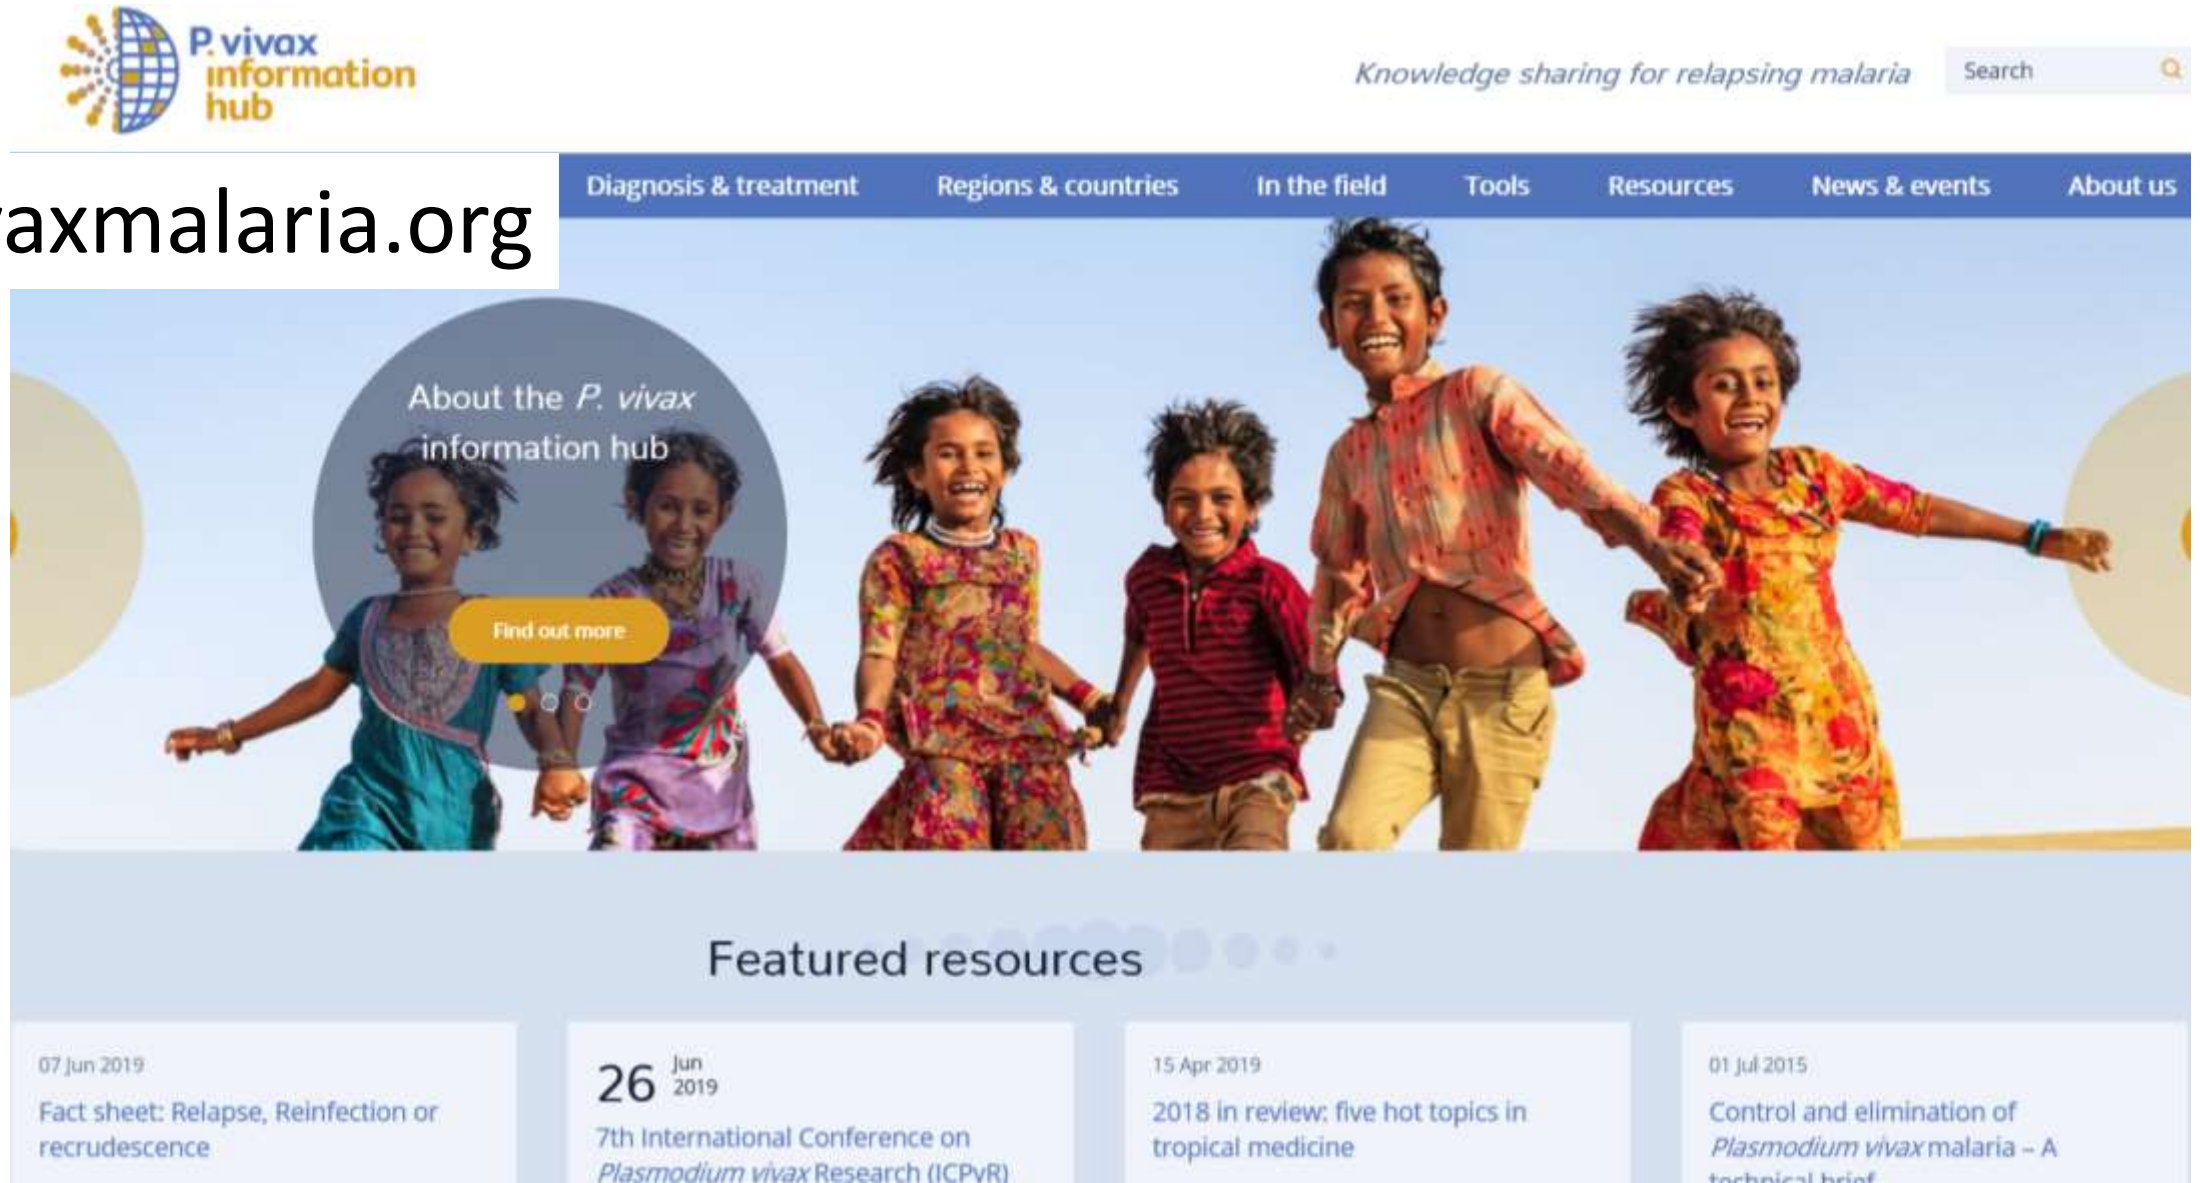 P. vivax
information
hub
Knowledge sharing for relapsing malaria
Search
axmalaria.org
Diagnosis & treatment
Regions & countries
In the field
Tools
Resources
News & events
About us
About the P. vivax
information hub
Find out more
Featured resources
07 Jun 2019
Fact sheet: Relapse, Reinfection or
recrudescence
26 Jun
2019
7th International Conference on
Plasmodium vivax Research (ICPvR)
15 Apr 2019
2018 in review: five hot topics in
tropical medicine
01 Jul 2015
Control and elimination of
Plasmodium vivax malaria – A
technical brief